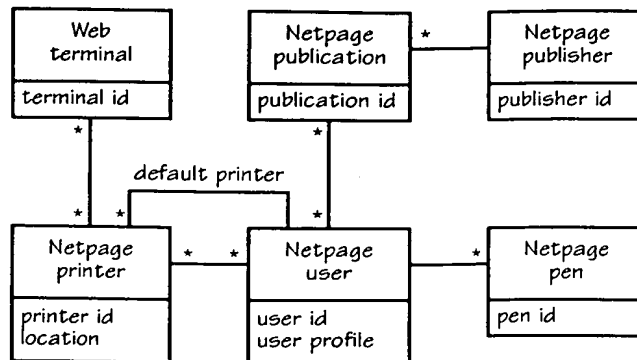 Web
terminal
terminal id
Netpage
publication
publication id
Netpage
publisher
publisher id
*
*
*
default printer
*
*
*
*
Netpage
printer
printer id
location
*
*
Netpage
user
user id
user profile
*
Netpage
pen
pen id